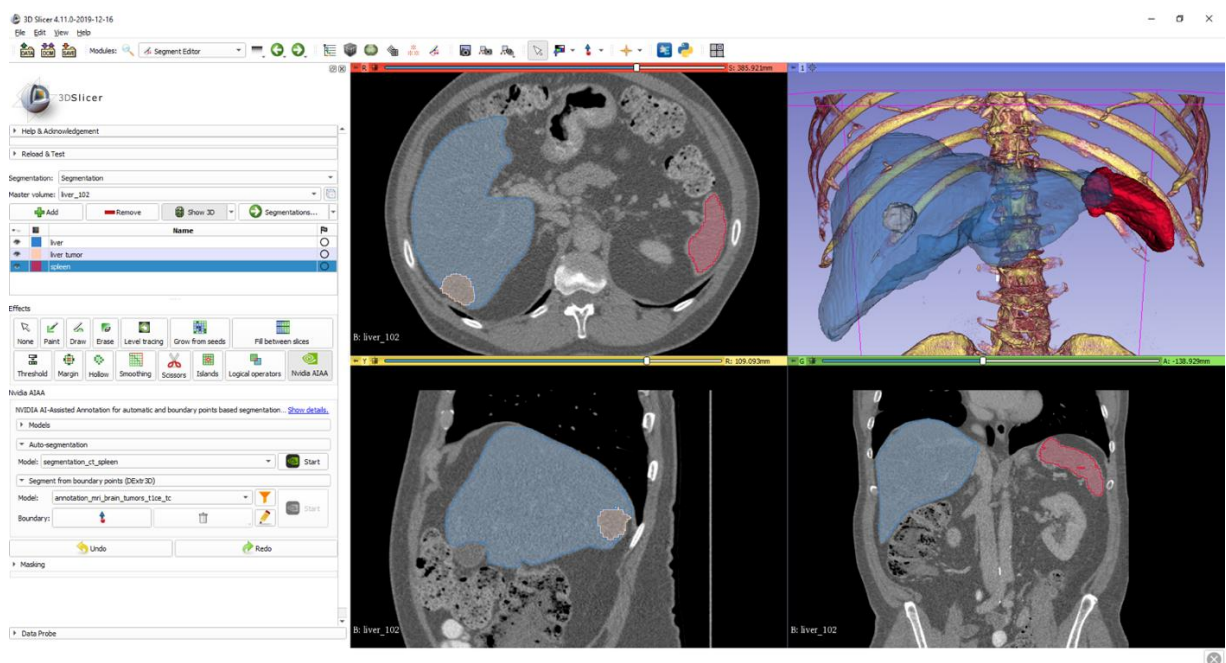 3D Slicer 4.11.0-2019-12-16
File Edit View Help
DATA DCM SAVE Modules: Segment Editor
3DSlicer
Help & Acknowledgement
Reload & Test
Segmentation: Segmentation
Master volume: liver_102
Add Remove Show 3D Segmentations...
Name
liver
liver tumor
spleen
Effects
None Paint Draw Erase Level tracing Grow from seeds Fill between slices
Threshold Margin Hollow Smoothing Scissors Islands Logical operators Nvidia AIAA
Nvidia AIAA
NVIDIA AI-Assisted Annotation for automatic and boundary points based segmentation... Show details.
Models
Auto-segmentation
Model: segmentation_ct_spleen Start
Segment from boundary points (DExtr3D)
Model: annotation_mri_brain_tumors_t1ce_tc Start
Boundary:
Undo Redo
Masking
Data Probe
R S: 385.921mm
B: liver_102
1
Y R: 109.093mm
B: liver_102
G A: -138.929mm
B: liver_102